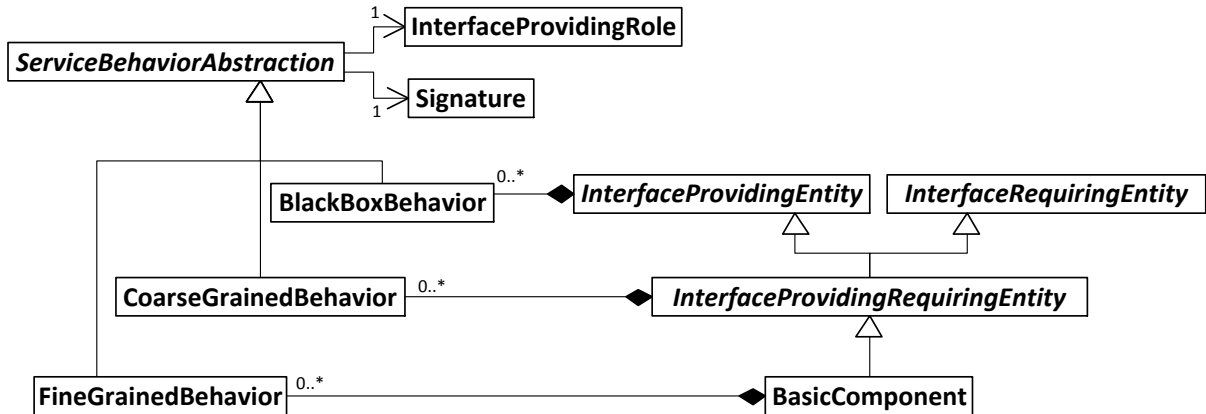 1
InterfaceProvidingRole
ServiceBehaviorAbstraction
1
Signature
BlackBoxBehavior
0..*
InterfaceProvidingEntity
InterfaceRequiringEntity
CoarseGrainedBehavior
0..*
InterfaceProvidingRequiringEntity
FineGrainedBehavior
0..*
BasicComponent